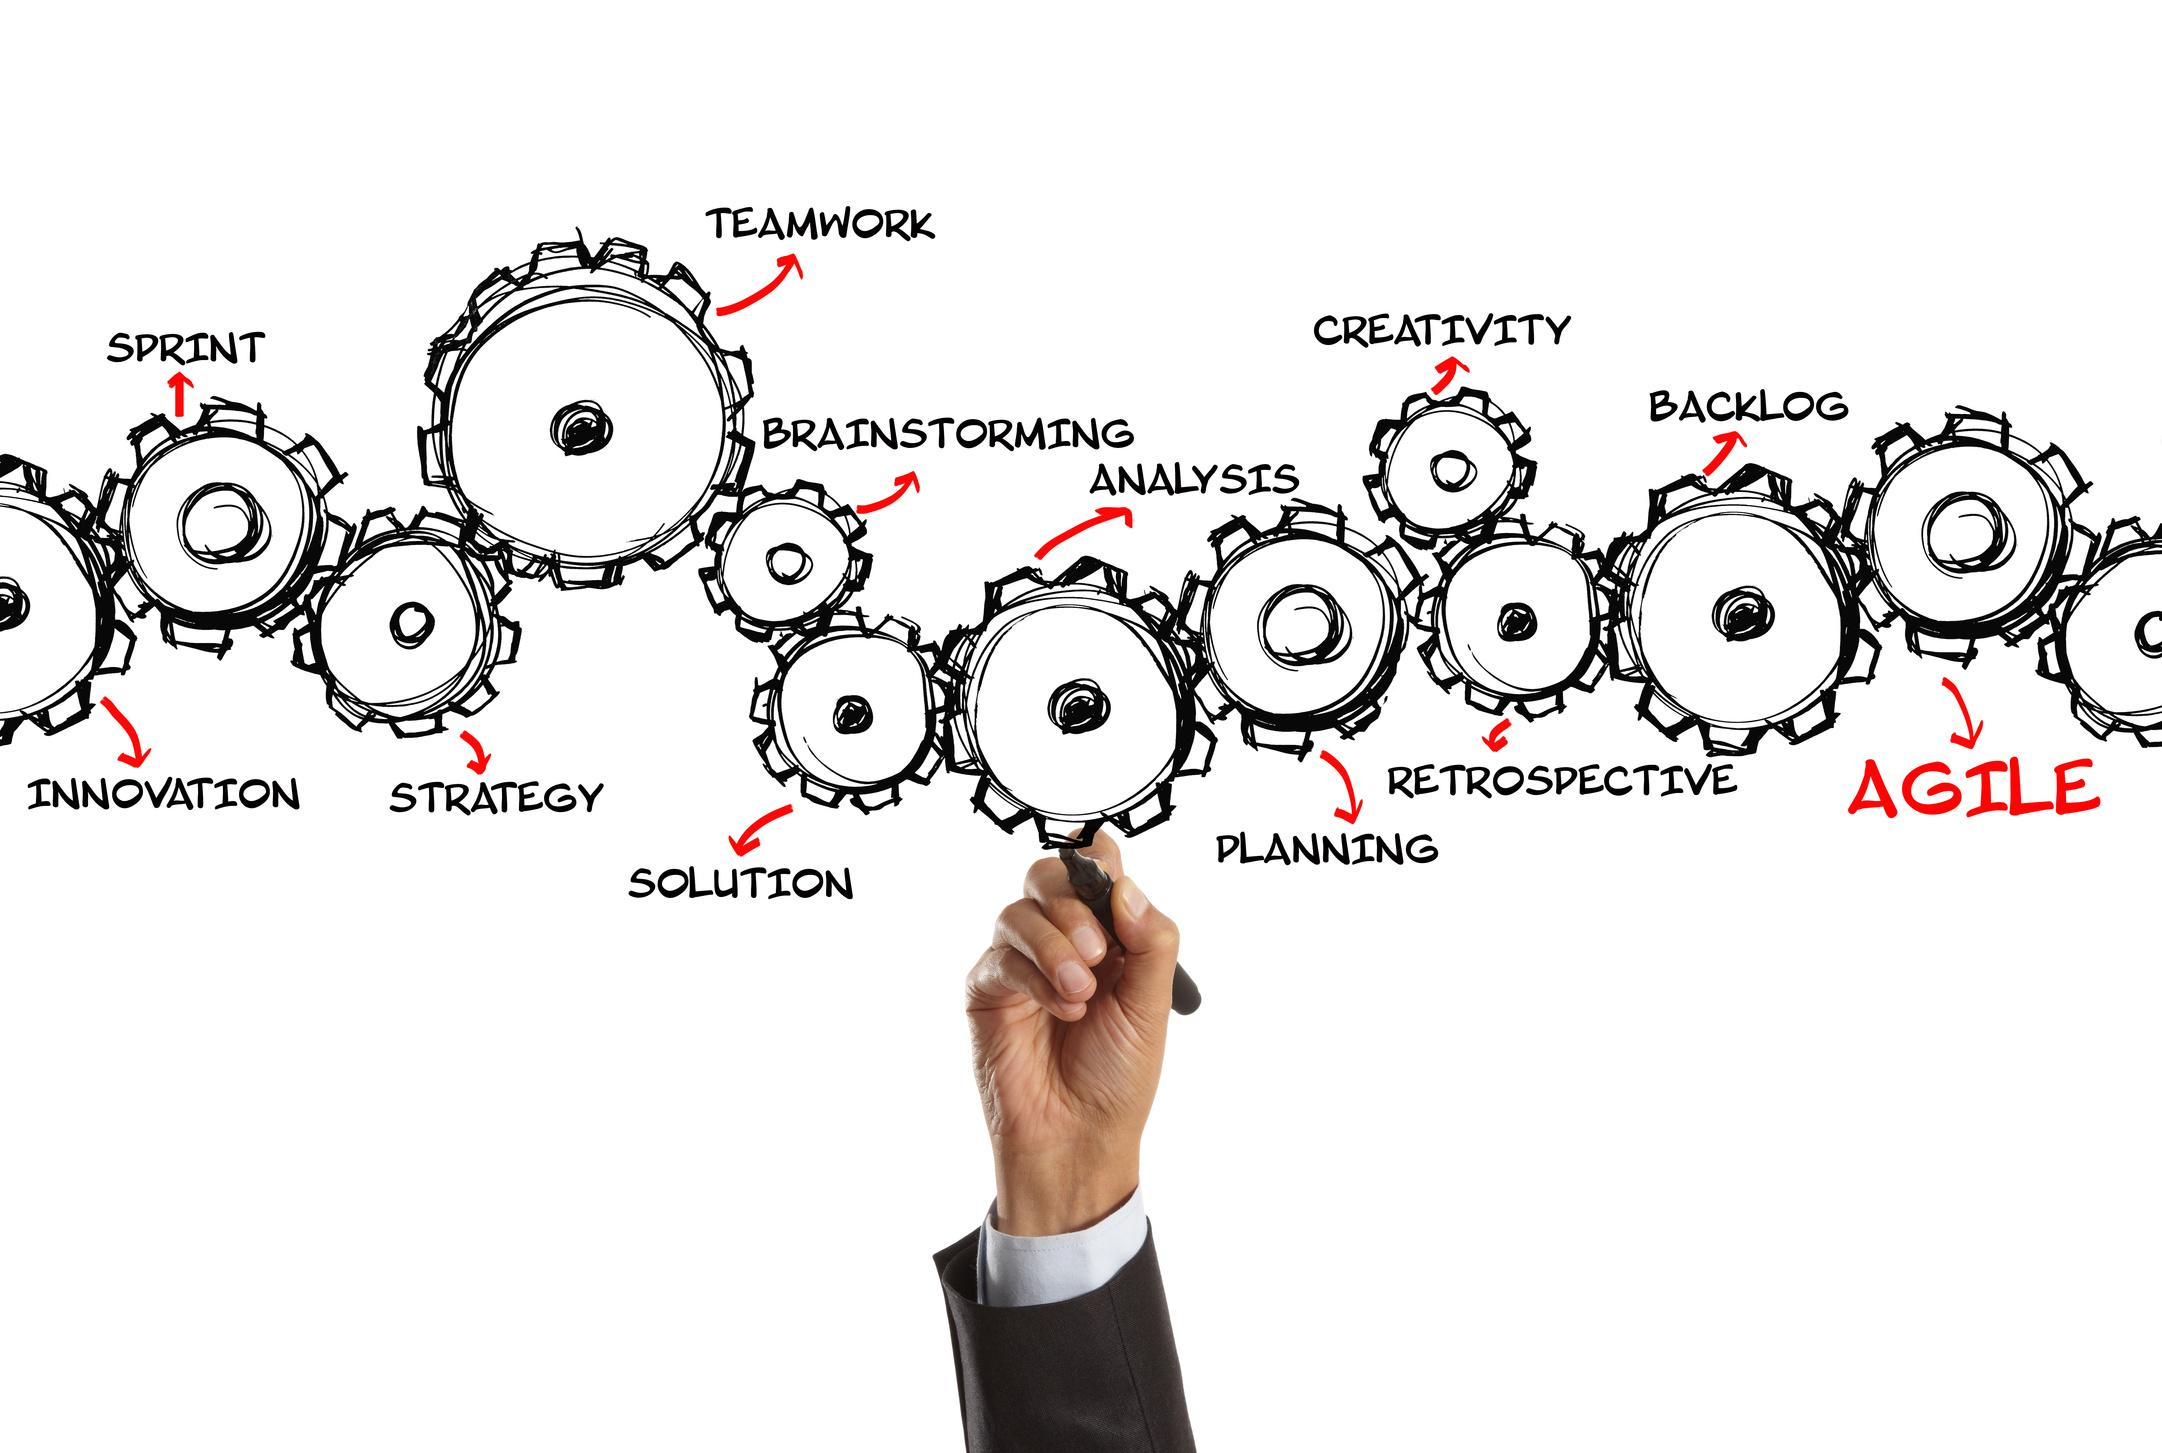 TEAMWORK
SPRINT
CREATIVITY
BACKLOG
BRAINSTORMING
ANALYSIS
INNOVATION
STRATEGY
RETROSPECTIVE
AGILE
PLANNING
SOLUTION